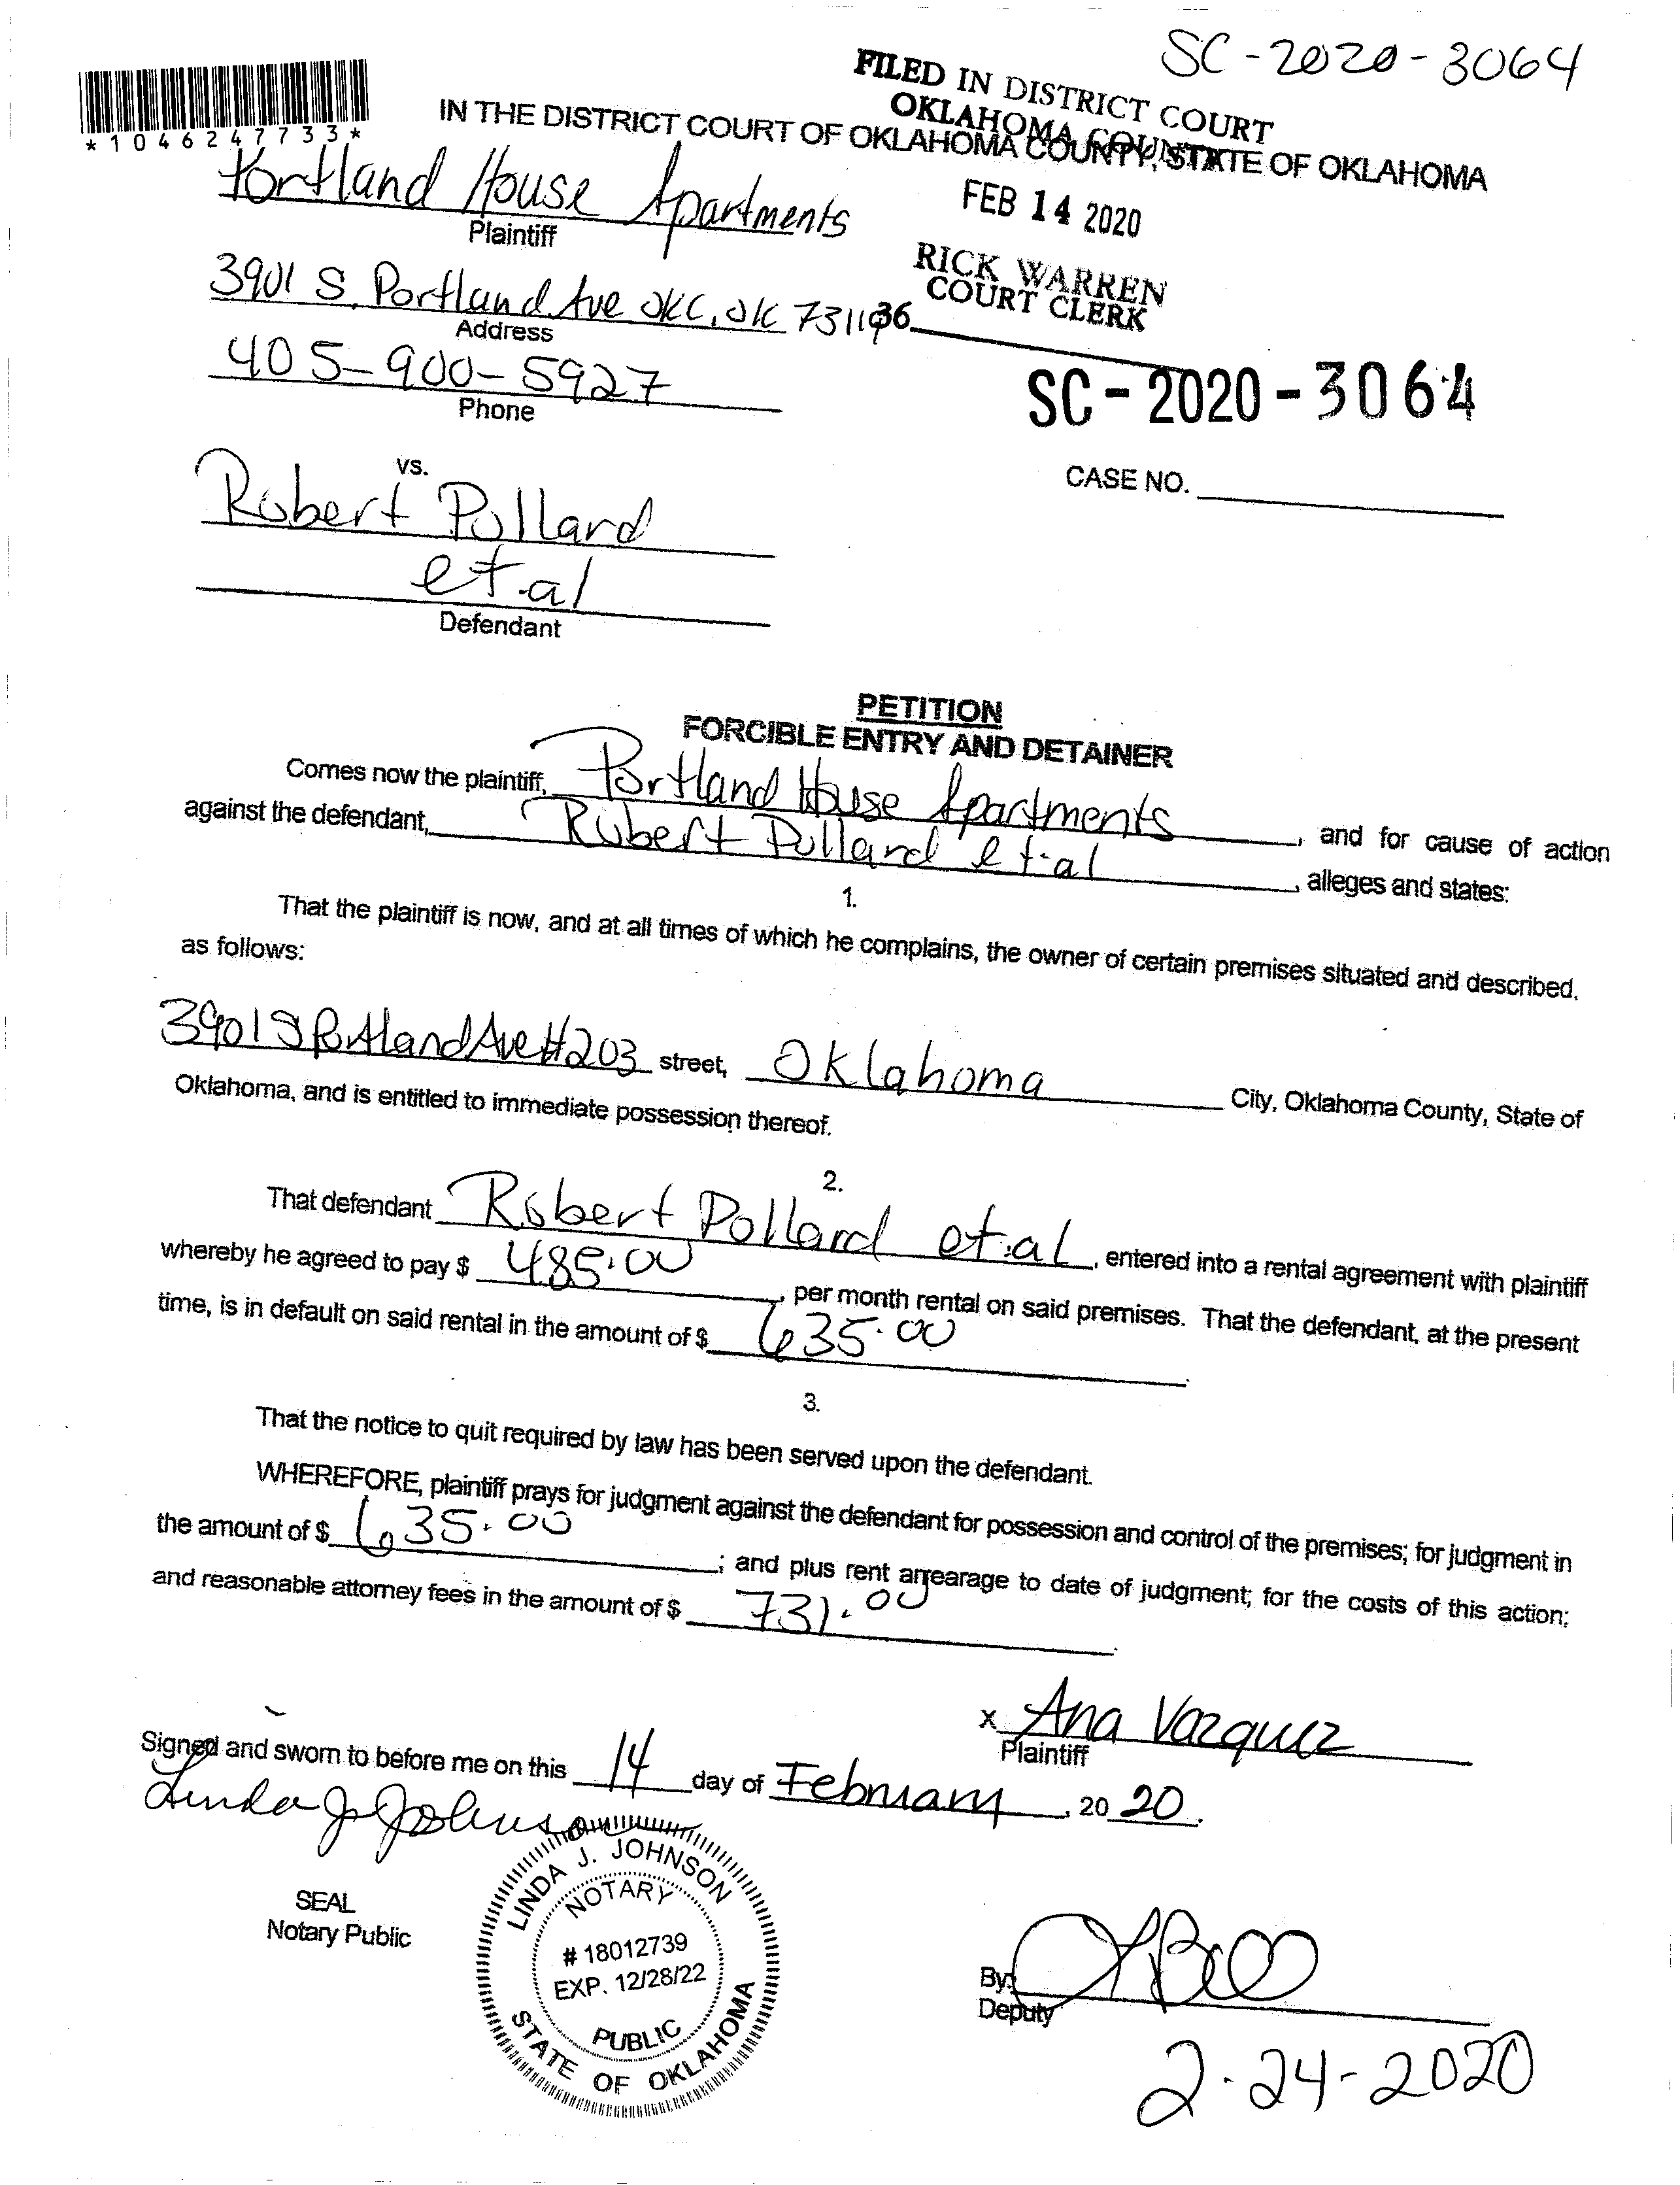 SC-2020-3064
FILED IN DISTRICT COURT
OKLAHOMA COUNTY
*1046247733*
IN THE DISTRICT COURT OF OKLAHOMA COUNTY, STATE OF OKLAHOMA
FEB 14 2020
Portland House Apartments
Plaintiff
RICK WARREN
COURT CLERK
3901 S. Portland Ave OKC, OK
Address
405-900-5927
Phone
SC-2020-3064
vs.
CASE NO.
Robert Pollard
et al
Defendant
PETITION
FORCIBLE ENTRY AND DETAINER
Comes now the plaintiff, Portland House Apartments, and for cause of action
against the defendant, Robert Pollard et al, alleges and states:
1.
That the plaintiff is now, and at all times of which he complains, the owner of certain premises situated and described,
as follows:
3901 S Portland Ave #203 street, Oklahoma City, Oklahoma County, State of
Oklahoma, and is entitled to immediate possession thereof.
2.
That defendant Robert Pollard et al, entered into a rental agreement with plaintiff
whereby he agreed to pay $ 485.00, per month rental on said premises. That the defendant, at the present
time, is in default on said rental in the amount of $ 635.00
3.
That the notice to quit required by law has been served upon the defendant.
WHEREFORE, plaintiff prays for judgment against the defendant for possession and control of the premises; for judgment in
the amount of $ 635.00; and plus rent arrearage to date of judgment; for the costs of this action;
and reasonable attorney fees in the amount of $ 731.00.
x Ana Vazquez
Plaintiff
Signed and sworn to before me on this 14 day of February, 20 20.
Linda J Johnson
SEAL
Notary Public
LINDA J. JOHNSON
NOTARY
# 18012739
EXP. 12/28/22
PUBLIC
STATE OF OKLAHOMA
By:
Deputy
2-24-2020